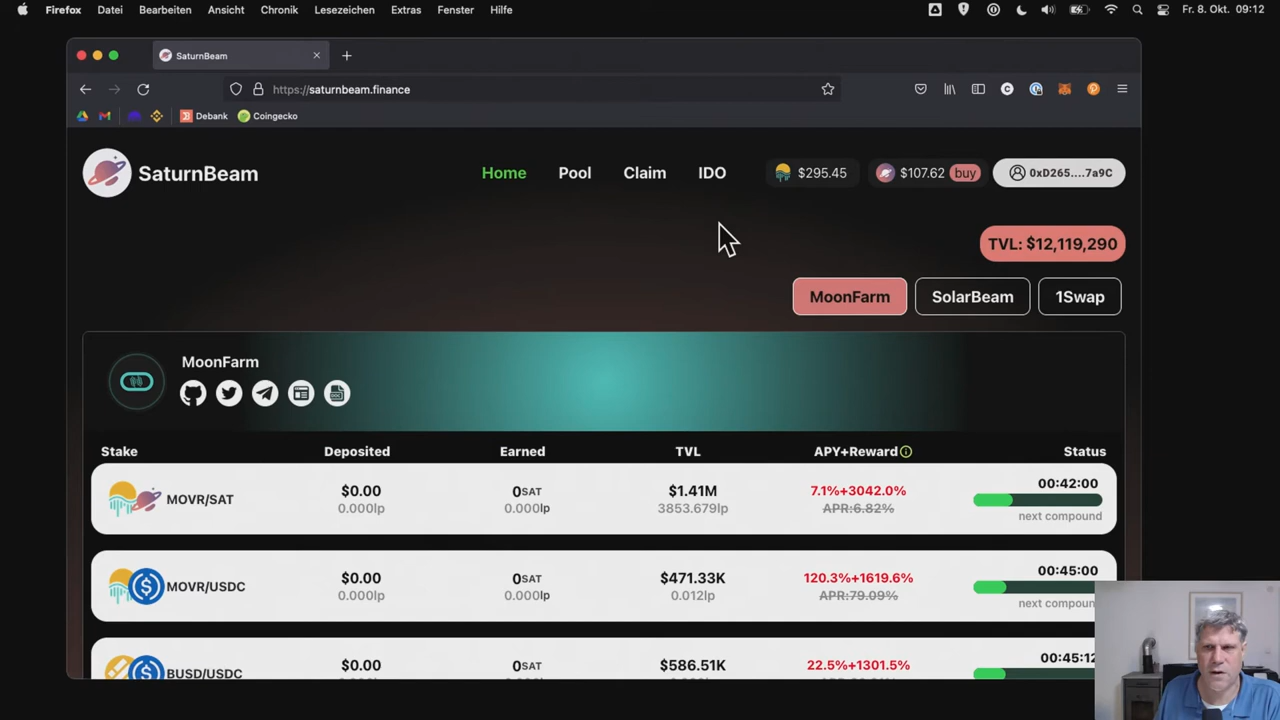 Firefox Datei Bearbeiten Ansicht Chronik Lesezeichen Extras Fenster Hilfe Fr. 8. Okt. 09:12
SaturnBeam
https://saturnbeam.finance
Debank Coingecko
SaturnBeam Home Pool Claim IDO $295.45 $107.62 buy 0xD265....7a9C
TVL: $12,119,290
MoonFarm SolarBeam 1Swap
MoonFarm
Stake Deposited Earned TVL APY+Reward Status
MOVR/SAT $0.00 0SAT $1.41M 7.1%+3042.0% 00:42:00
0.000lp 0.000lp 3853.679lp APR:6.82% next compound
MOVR/USDC $0.00 0SAT $471.33K 120.3%+1619.6% 00:45:00
0.000lp 0.000lp 0.012lp APR:79.09% next compound
BUSD/USDC $0.00 0SAT $586.51K 22.5%+1301.5% 00:45:12